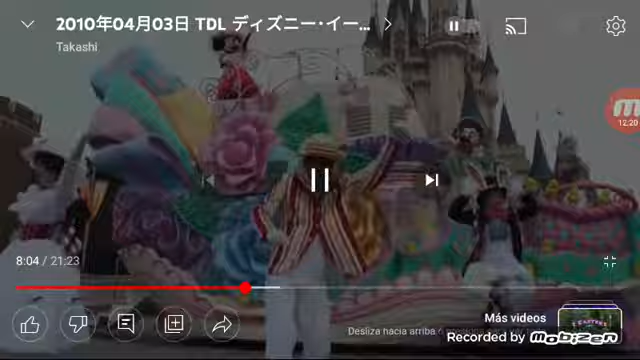 2010年04月03日 TDL ディズニー・イー...
Takashi
12:20
8:04 / 21:23
Más videos
Desliza hacia arriba o
Recorded by
MOBIZEN